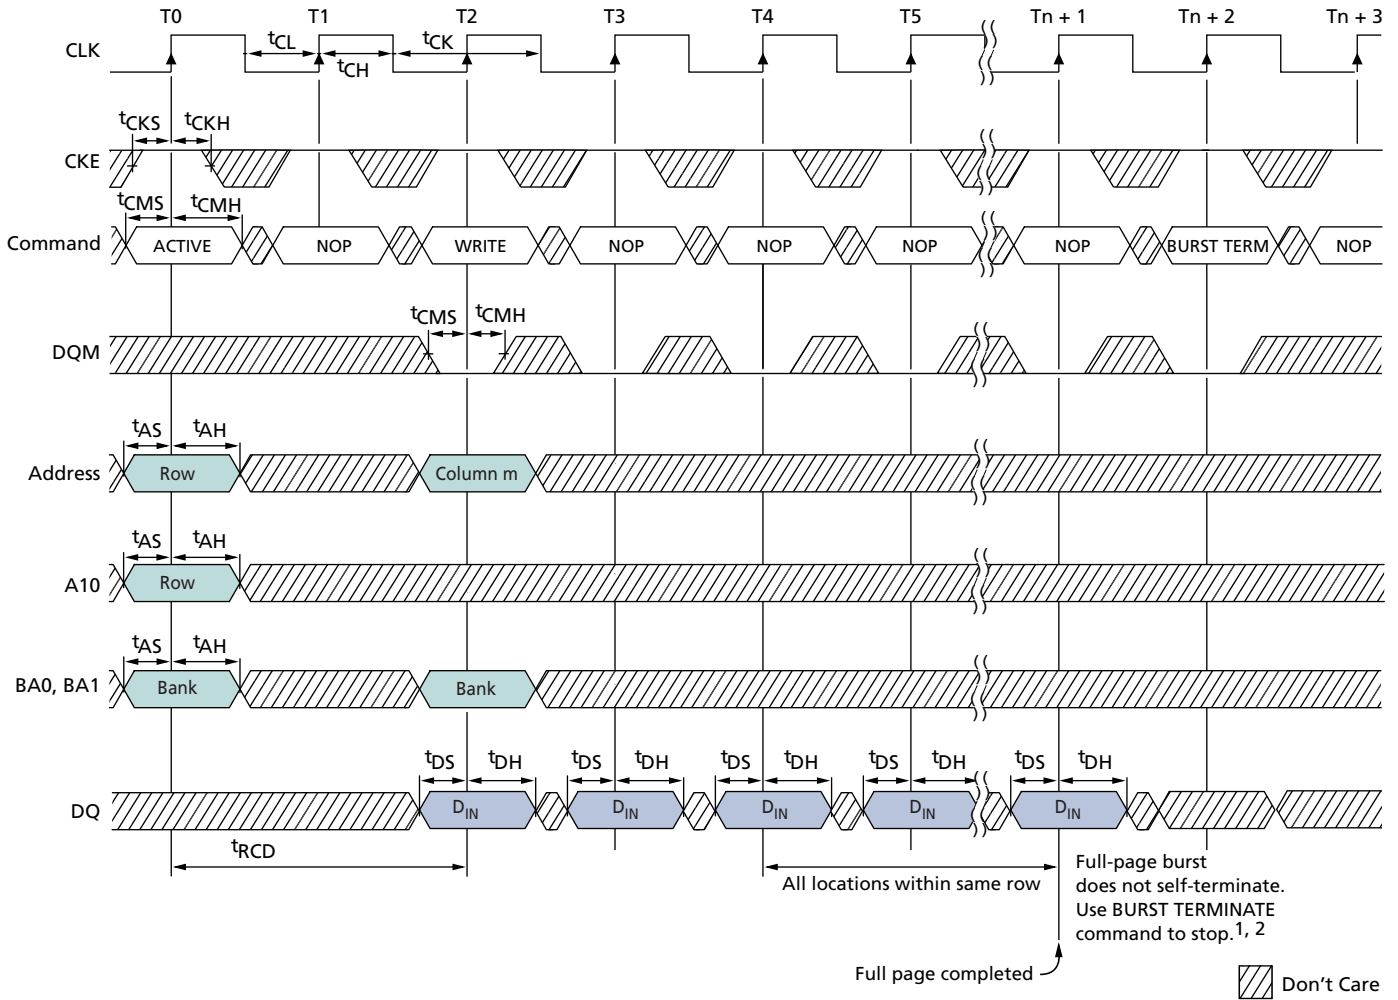 T0 T1 T2 T3 T4 T5 Tn + 1 Tn + 2 Tn + 3
CLK
tCL tCK
tCH
tCKS tCKH
CKE
tCMS tCMH
Command ACTIVE NOP WRITE NOP NOP NOP NOP BURST TERM NOP
tCMS tCMH
DQM
tAS tAH
Address Row Column m
tAS tAH
A10 Row
tAS tAH
BA0, BA1 Bank Bank
tDS tDH tDS tDH tDS tDH tDS tDH tDS tDH
DQ DIN DIN DIN DIN DIN
tRCD
All locations within same row
Full-page burst
does not self-terminate.
Use BURST TERMINATE
command to stop.1, 2
Full page completed
Don't Care